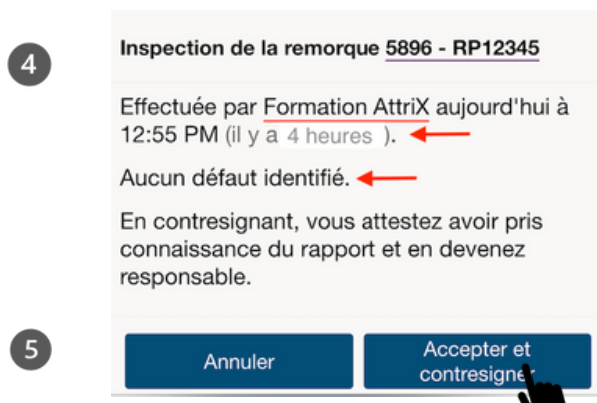 4
Inspection de la remorque 5896 - RP12345
Effectuée par Formation AttriX aujourd'hui à
12:55 PM (il y a 4 heures ).
Aucun défaut identifié.
En contresignant, vous attestez avoir pris
connaissance du rapport et en devenez
responsable.
5
Annuler
Accepter et
contresigner